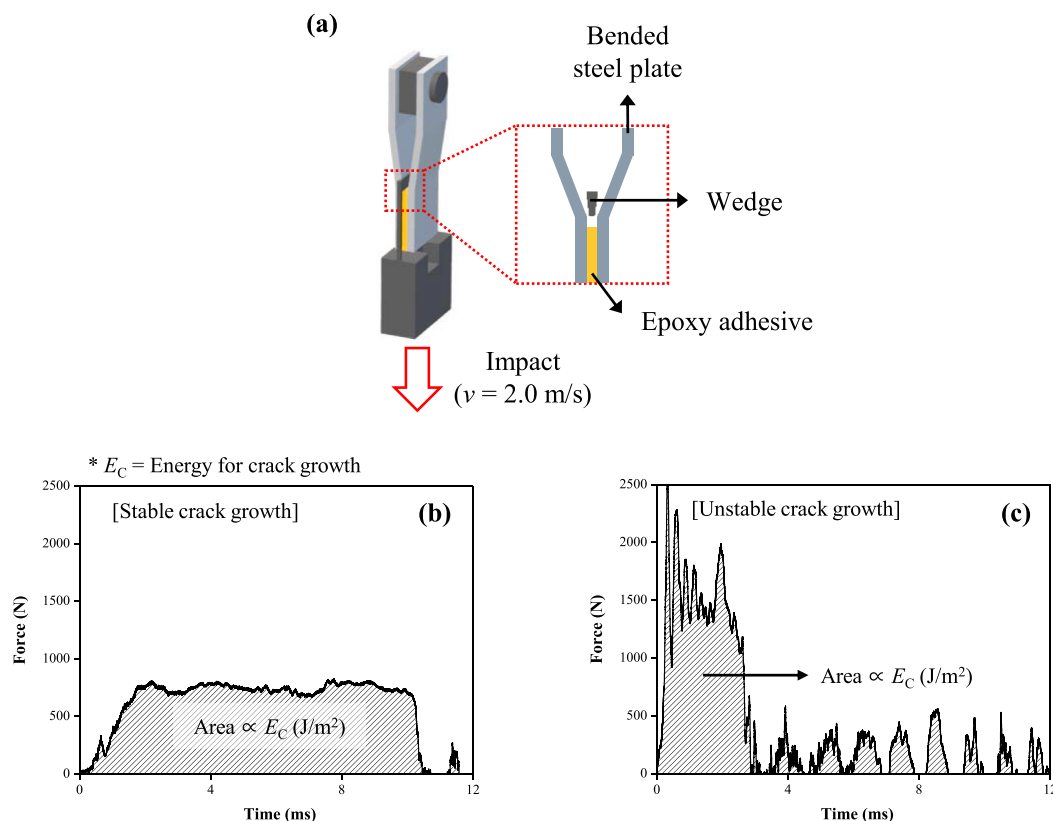 (a)
Bended
steel plate
Wedge
Epoxy adhesive
Impact
(v = 2.0 m/s)
* E_C = Energy for crack growth
2500
2000
1500
1000
500
0
Force (N)
[Stable crack growth]
(b)
Area ∝ E_C (J/m²)
0
4
8
12
Time (ms)
2500
2000
1500
1000
500
0
Force (N)
[Unstable crack growth]
(c)
Area ∝ E_C (J/m²)
0
4
8
12
Time (ms)